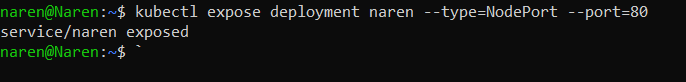 naren@Naren:~$ kubectl expose deployment naren --type=NodePort --port=80
service/naren exposed
naren@Naren:~$ `